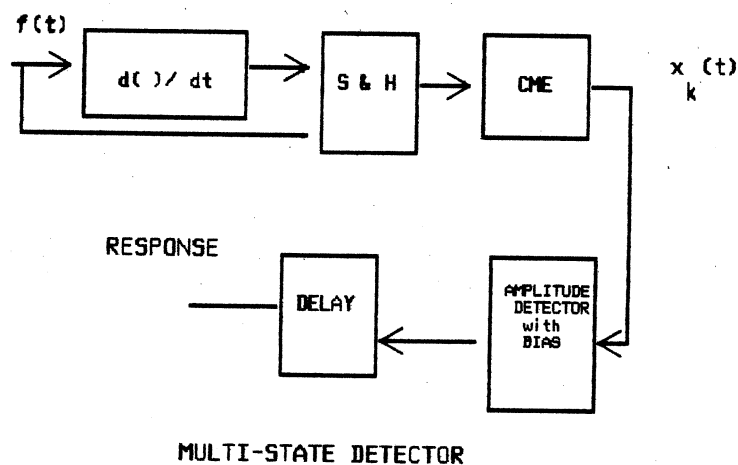 f(t)
d( )/ dt
S & H
CME
x (t)
k
RESPONSE
DELAY
AMPLITUDE
DETECTOR
with
BIAS
MULTI-STATE DETECTOR